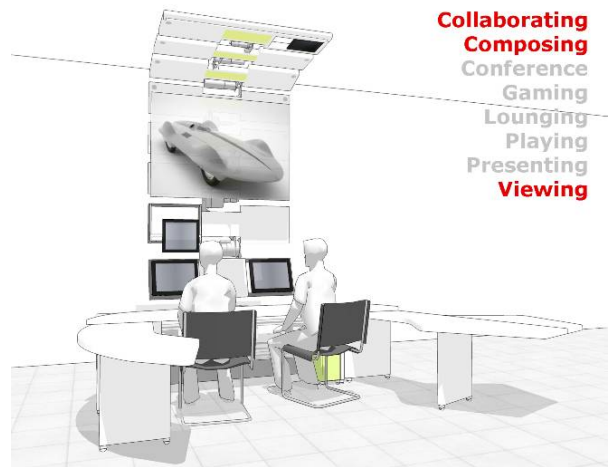 Collaborating
Composing
Conference
Gaming
Lounging
Playing
Presenting
Viewing